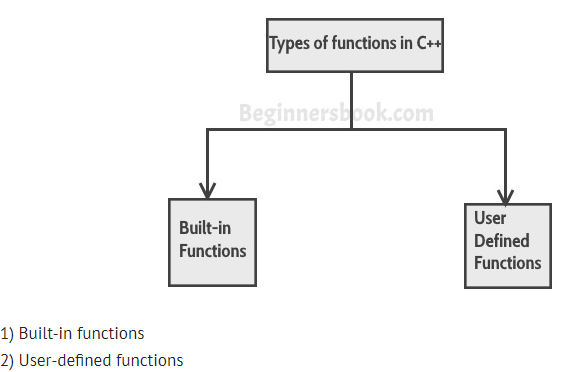 Types of functions in C++
Beginnersbook.com
Built-in
Functions
User
Defined
Functions
1) Built-in functions
2) User-defined functions